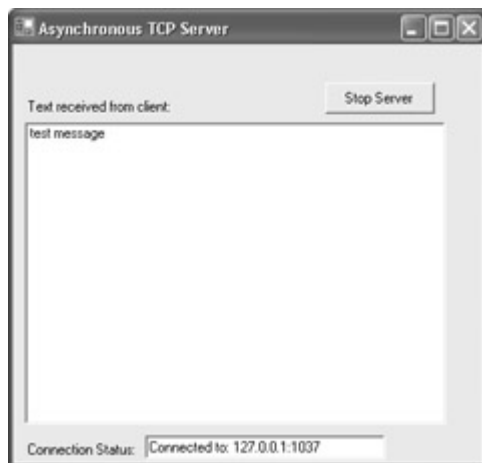 Asynchronous TCP Server
Stop Server
Text received from client:
test message
Connection Status: Connected to: 127.0.0.1:1037